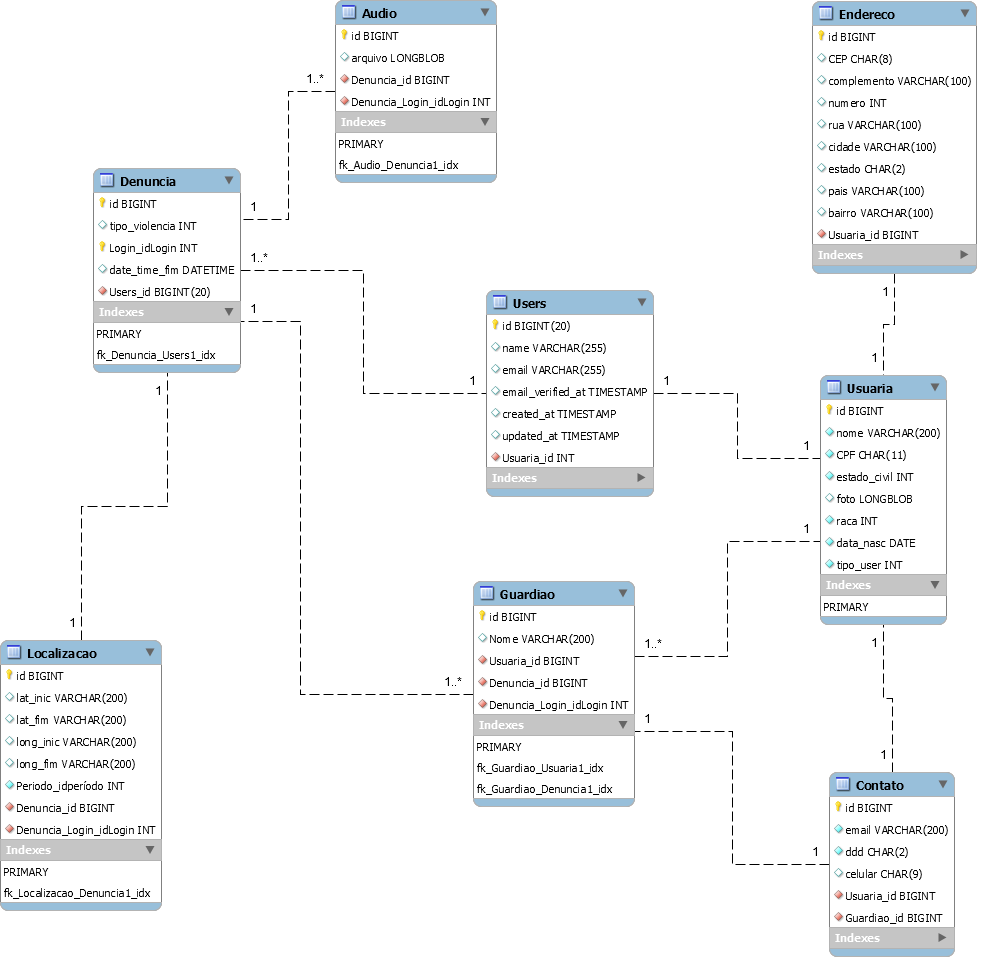 Audio
id BIGINT
arquivo LONGBLOB
Denuncia_id BIGINT
Denuncia_Login_idLogin INT
Indexes
PRIMARY
fk_Audio_Denuncia1_idx
Endereco
id BIGINT
CEP CHAR(8)
complemento VARCHAR(100)
numero INT
rua VARCHAR(100)
cidade VARCHAR(100)
estado CHAR(2)
pais VARCHAR(100)
bairro VARCHAR(100)
Usuaria_id BIGINT
Indexes
1..*
1
Denuncia
id BIGINT
tipo_violencia INT
Login_idLogin INT
date_time_fim DATETIME
Users_id BIGINT(20)
Indexes
PRIMARY
fk_Denuncia_Users1_idx
1..*
1
1
Users
id BIGINT(20)
name VARCHAR(255)
email VARCHAR(255)
email_verified_at TIMESTAMP
created_at TIMESTAMP
updated_at TIMESTAMP
Usuaria_id INT
Indexes
1
1
1
1
Usuaria
id BIGINT
nome VARCHAR(200)
CPF CHAR(11)
estado_civil INT
foto LONGBLOB
raca INT
data_nasc DATE
tipo_user INT
Indexes
PRIMARY
1
1
1
Guardiao
id BIGINT
Nome VARCHAR(200)
Usuaria_id BIGINT
Denuncia_id BIGINT
Denuncia_Login_idLogin INT
Indexes
PRIMARY
fk_Guardiao_Usuaria1_idx
fk_Guardiao_Denuncia1_idx
1..*
1..*
1
1
Localizacao
id BIGINT
lat_inic VARCHAR(200)
lat_fim VARCHAR(200)
long_inic VARCHAR(200)
long_fim VARCHAR(200)
Periodo_idperíodo INT
Denuncia_id BIGINT
Denuncia_Login_idLogin INT
Indexes
PRIMARY
fk_Localizacao_Denuncia1_idx
1
1
1
Contato
id BIGINT
email VARCHAR(200)
ddd CHAR(2)
celular CHAR(9)
Usuaria_id BIGINT
Guardiao_id BIGINT
Indexes